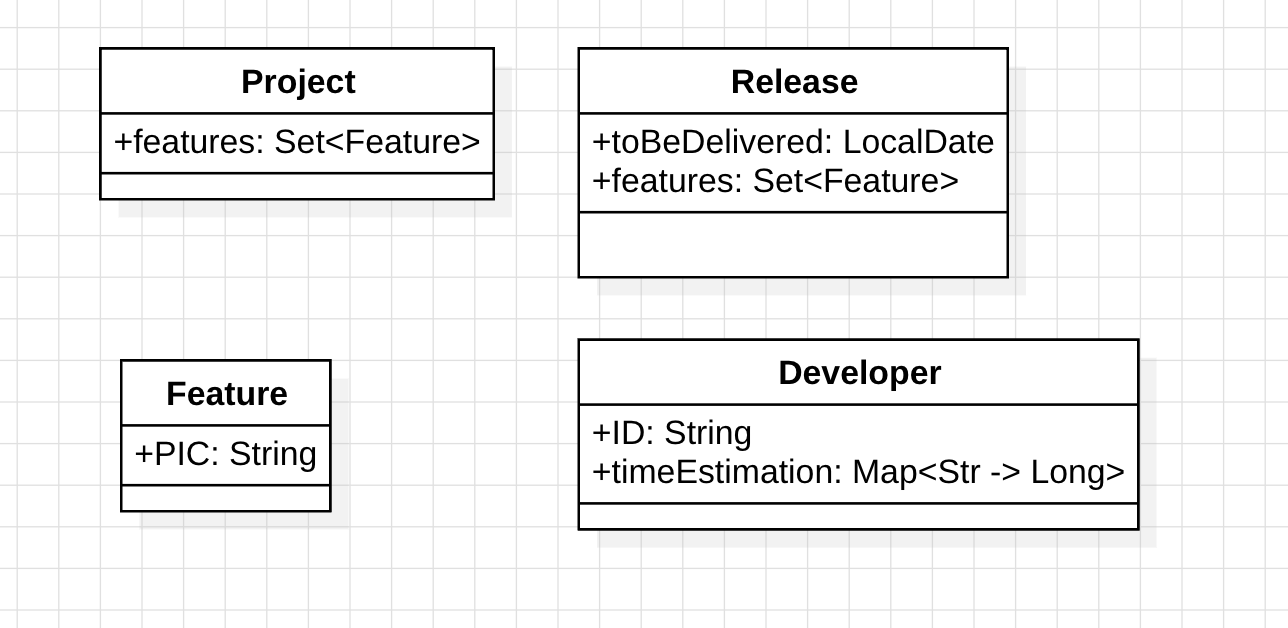 Project
+features: Set<Feature>
Release
+toBeDelivered: LocalDate
+features: Set<Feature>
Feature
+PIC: String
Developer
+ID: String
+timeEstimation: Map<Str -> Long>